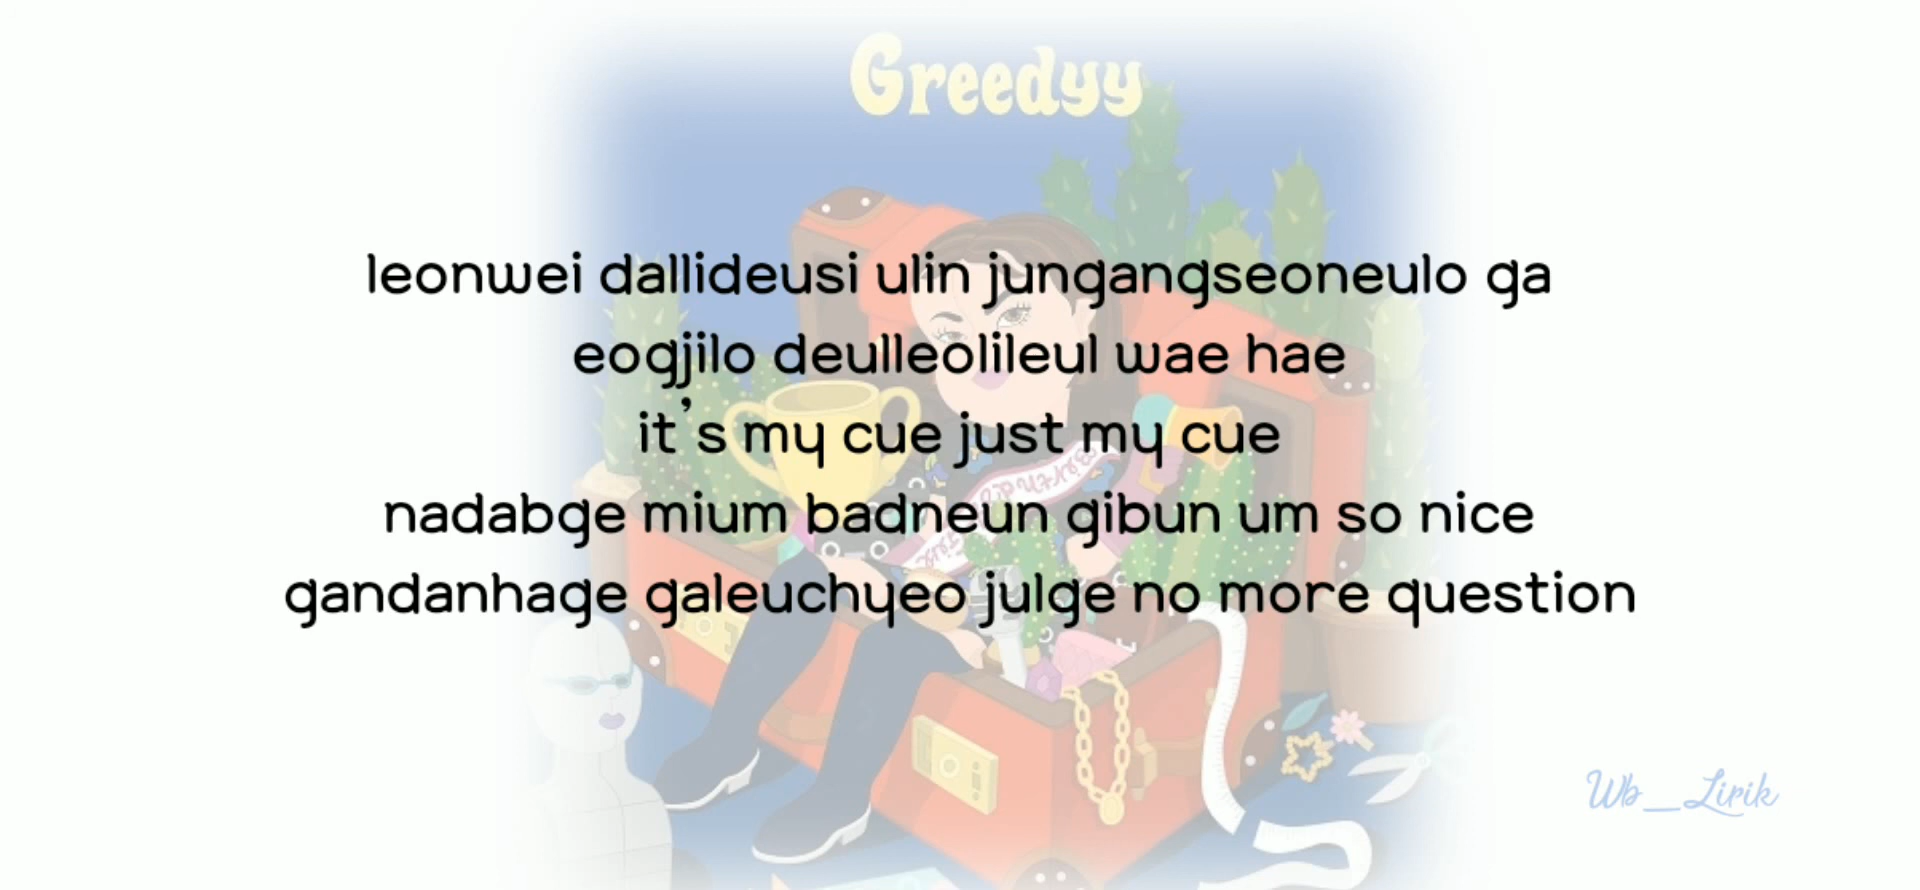 Greedyy
leonwei dallideusi ulin jungangseoneulo ga
eogjilo deulleolileul wae hae
it's my cue just my cue
nadabge mium badneun gibun um so nice
gandanhage galeuchyeo julge no more question
Wb__Lirik